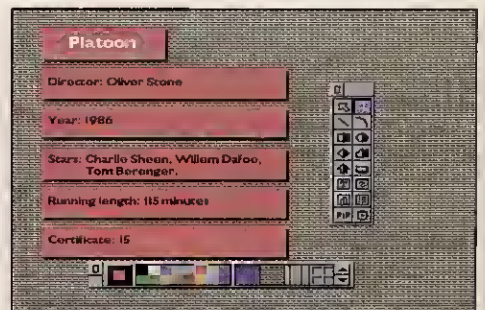 Platoon
Director: Oliver Stone
Year: 1986
Stars: Charlie Sheen, Willem Dafoe,
Tom Berenger.
Running length: 115 minutes
Certificate: 15
PIP